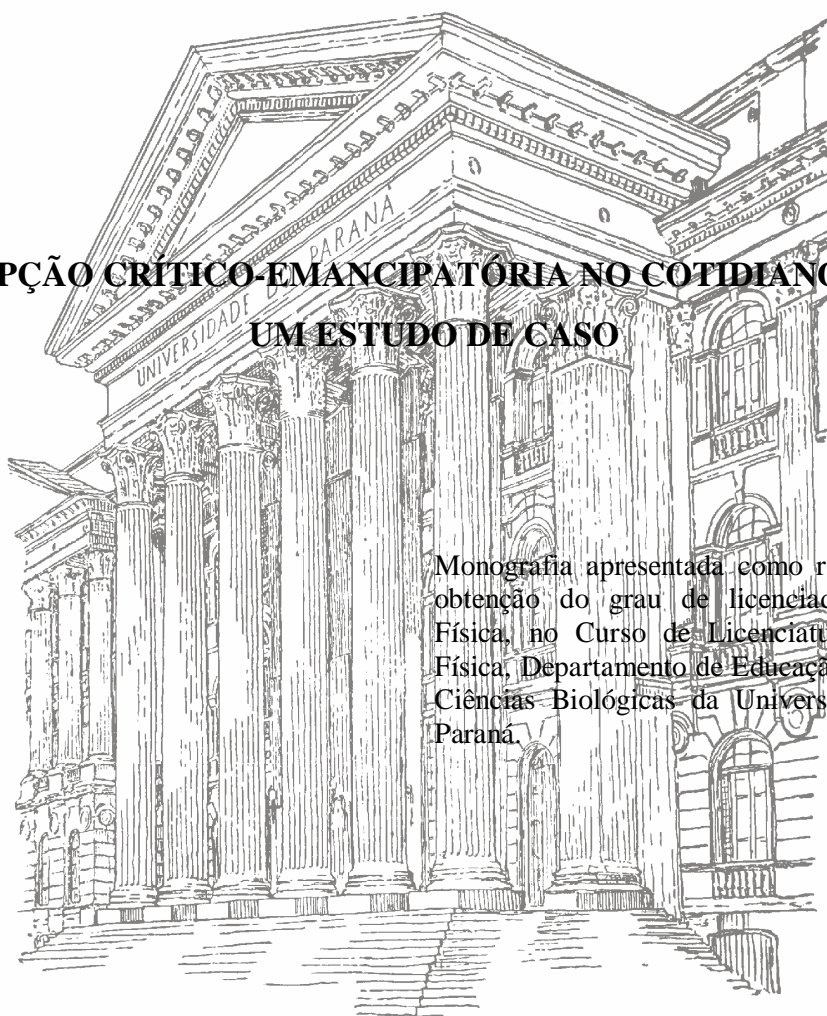 UNIVERSIDADE DO PARANÁ
PÇÃO CRÍTICO-EMANCIPATÓRIA NO COTIDIANO
UM ESTUDO DE CASO
Monografia apresentada como r
obtenção do grau de licenciad
Física, no Curso de Licenciatu
Física, Departamento de Educaçã
Ciências Biológicas da Univers
Paraná.